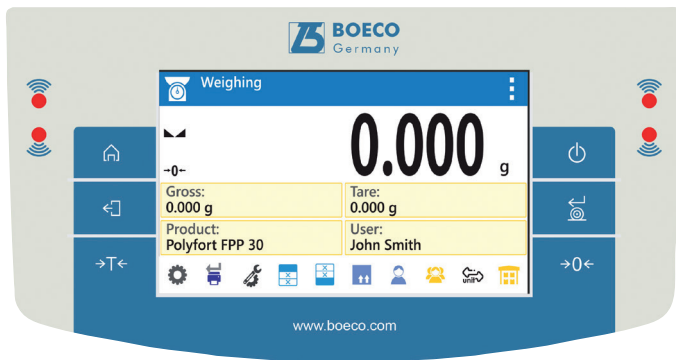 BOECO
Germany
Weighing
0.000 g
→0←
Gross:
0.000 g
Tare:
0.000 g
Product:
Polyfort FPP 30
User:
John Smith
unit
→T←
→0←
www.boeco.com